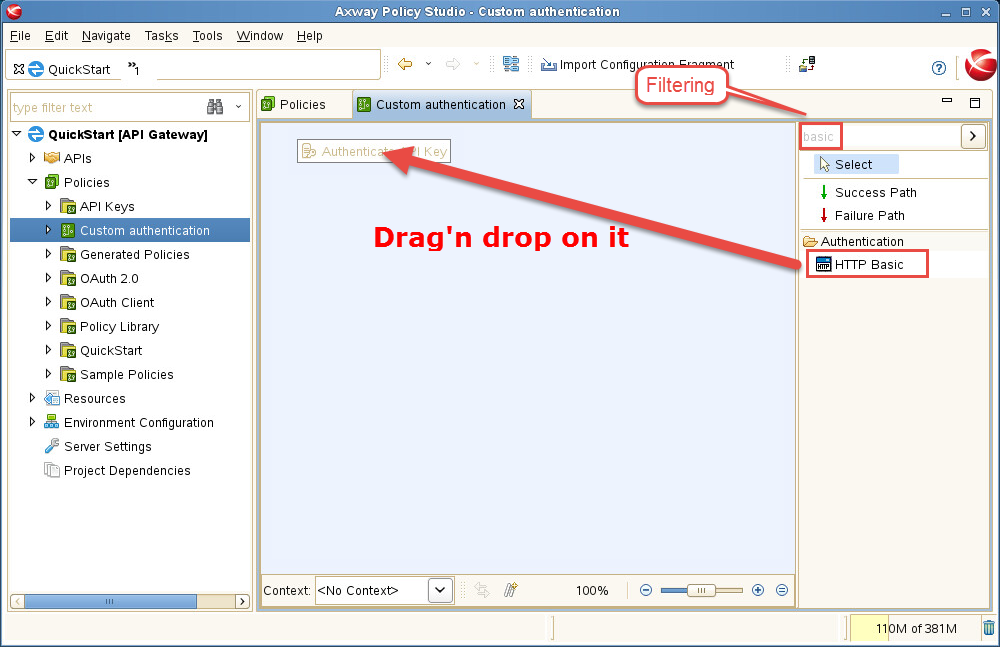 Axway Policy Studio - Custom authentication
File Edit Navigate Tasks Tools Window Help
QuickStart
»1
Import Configuration Fragment
Filtering
type filter text
Policies
Custom authentication
basic
QuickStart [API Gateway]
APIs
Policies
API Keys
Custom authentication
Generated Policies
OAuth 2.0
OAuth Client
Policy Library
QuickStart
Sample Policies
Resources
Environment Configuration
Server Settings
Project Dependencies
Authenticate API Key
Drag'n drop on it
Select
Success Path
Failure Path
Authentication
HTTP
HTTP Basic
Context: <No Context>
100%
110M of 381M